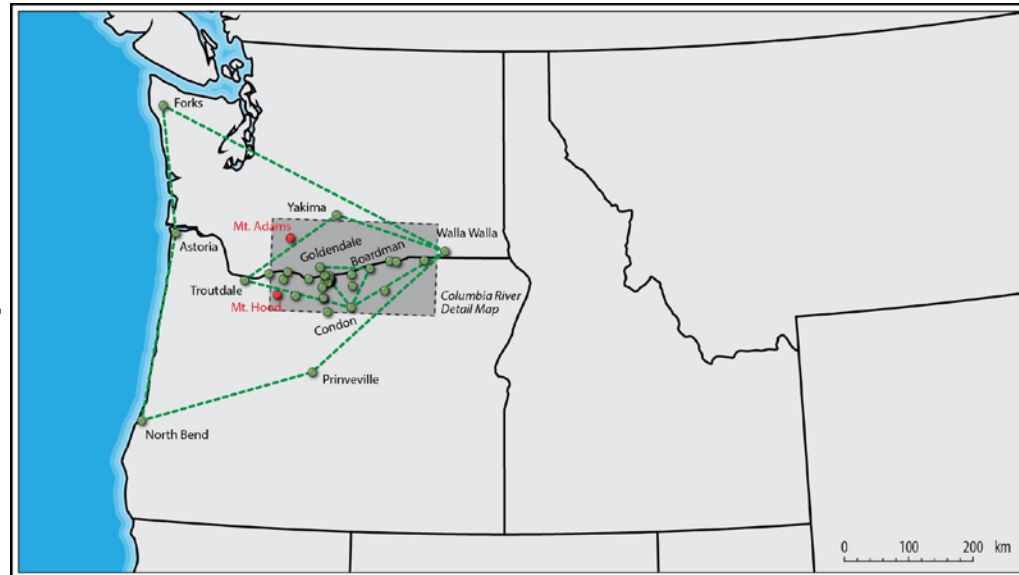 Forks
Yakima
Mt. Adams
Walla Walla
Goldendale
Boardman
Astoria
Troutdale
Columbia River
Detail Map
Mt. Hood
Condon
Prinveville
North Bend
0 100 200 km